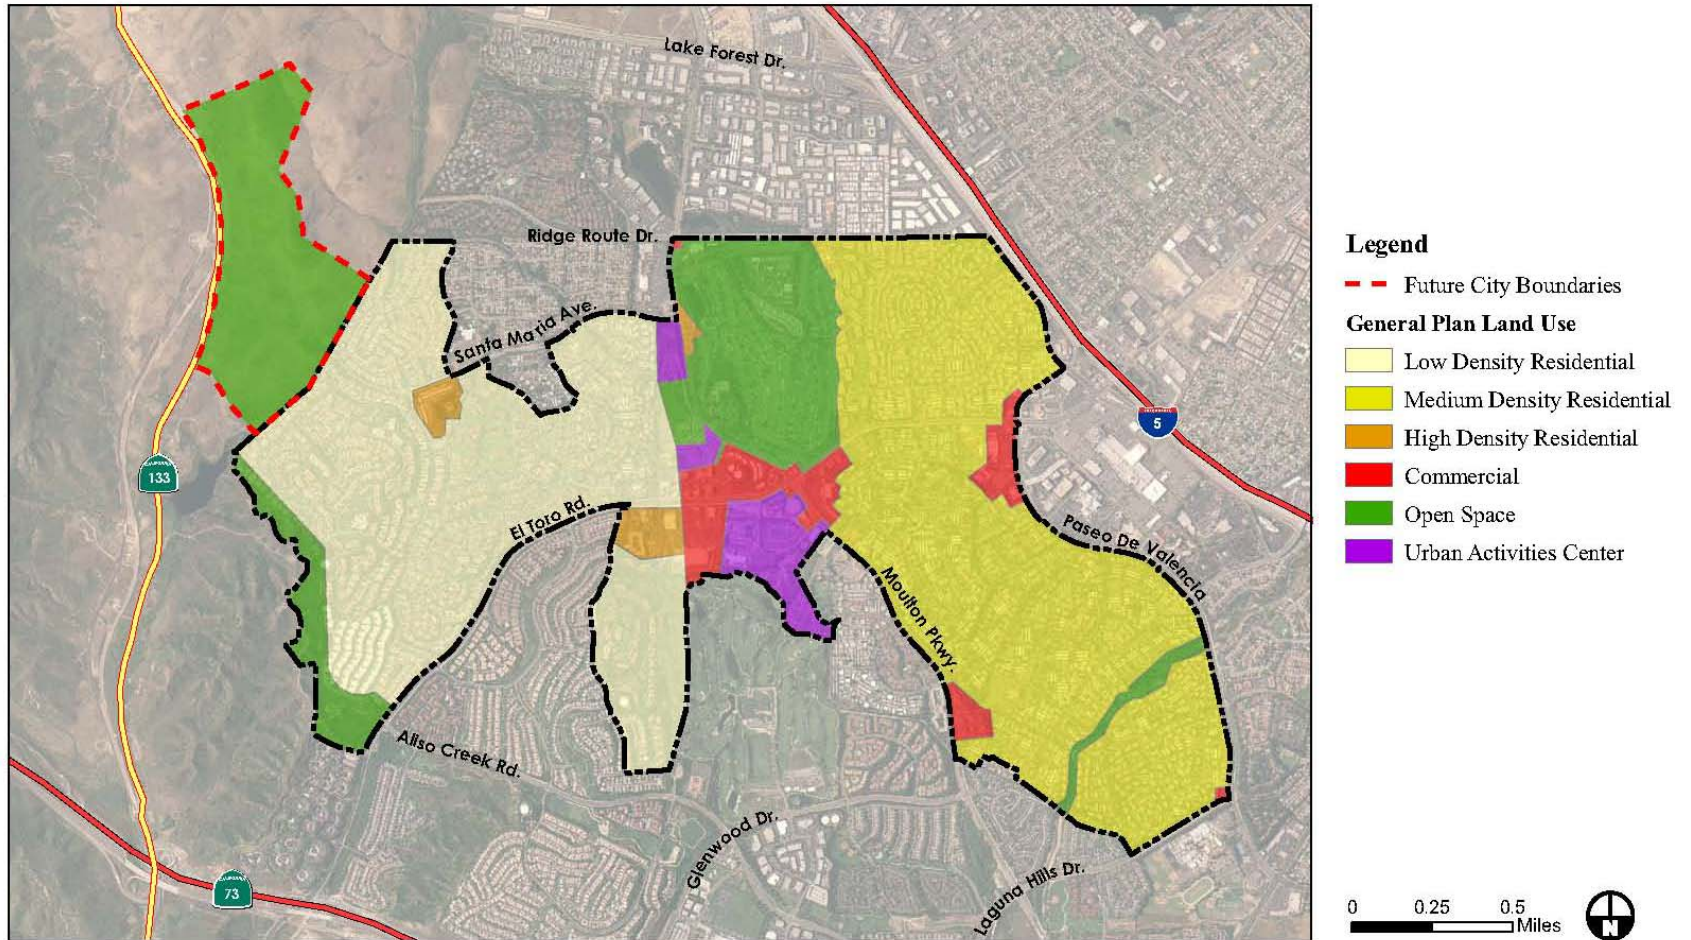 Lake Forest Dr.
Ridge Route Dr.
Santa Maria Ave.
El Toro Rd.
Moulton Pkwy.
Paseo De Valencia
Aliso Creek Rd.
Glenwood Dr.
Laguna Hills Dr.
CALIFORNIA
133
INTERSTATE
5
CALIFORNIA
73
Legend
Future City Boundaries
General Plan Land Use
Low Density Residential
Medium Density Residential
High Density Residential
Commercial
Open Space
Urban Activities Center
0 0.25 0.5
Miles
N